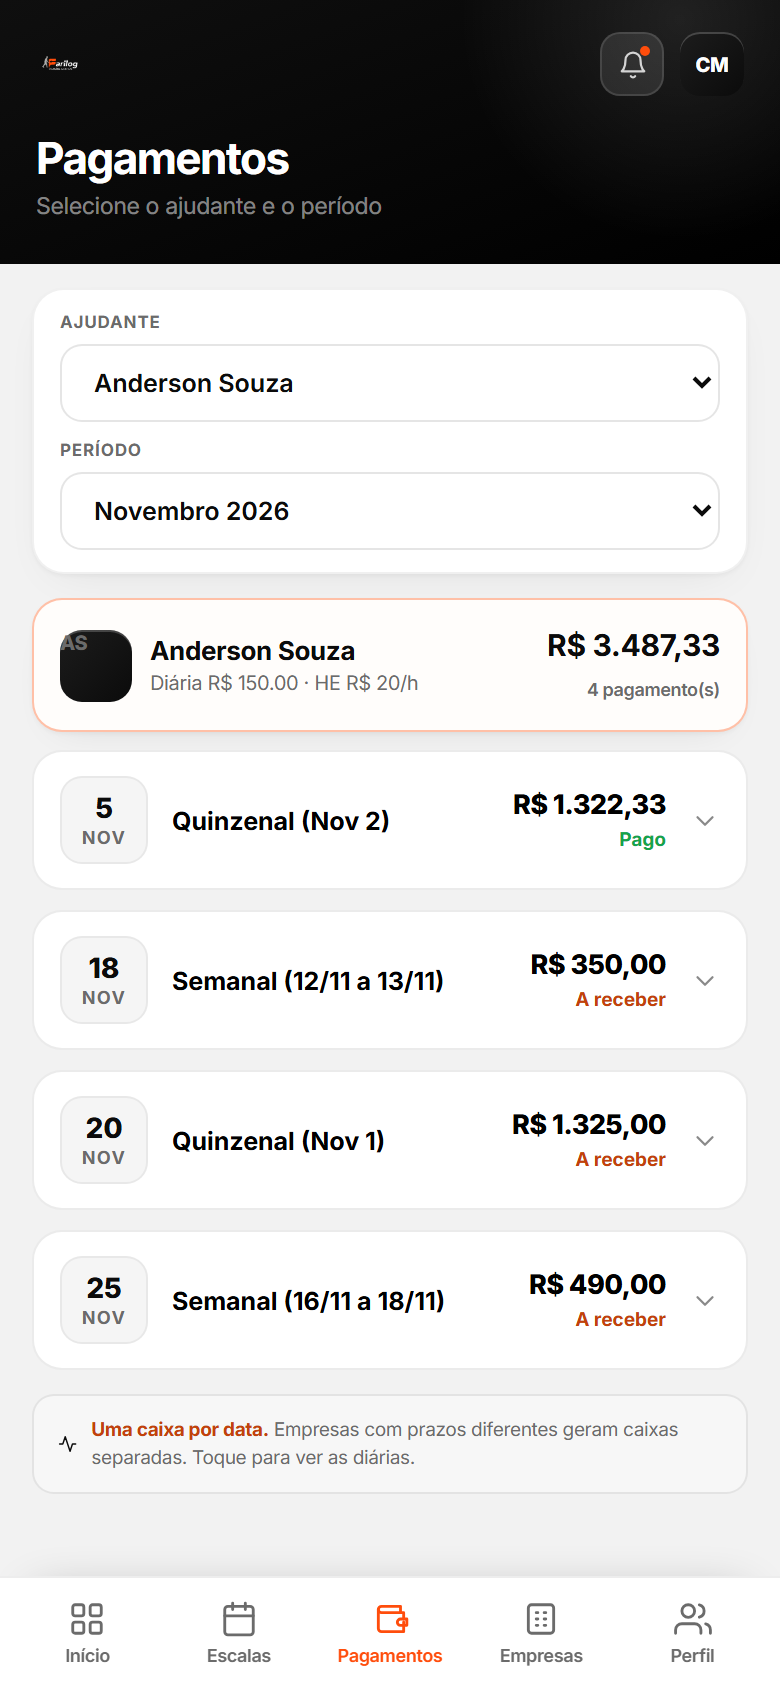 Farilog
CM
Pagamentos
Selecione o ajudante e o período
AJUDANTE
Anderson Souza
PERÍODO
Novembro 2026
AS
Anderson Souza
Diária R$ 150.00 · HE R$ 20/h
R$ 3.487,33
4 pagamento(s)
5
NOV
Quinzenal (Nov 2)
R$ 1.322,33
Pago
18
NOV
Semanal (12/11 a 13/11)
R$ 350,00
A receber
20
NOV
Quinzenal (Nov 1)
R$ 1.325,00
A receber
25
NOV
Semanal (16/11 a 18/11)
R$ 490,00
A receber
Uma caixa por data. Empresas com prazos diferentes geram caixas
separadas. Toque para ver as diárias.
Início
Escalas
Pagamentos
Empresas
Perfil